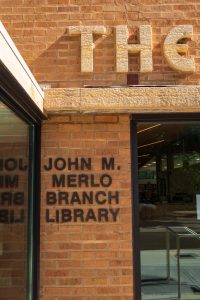 THE
JOHN M.
MERLO
BRANCH
LIBRARY